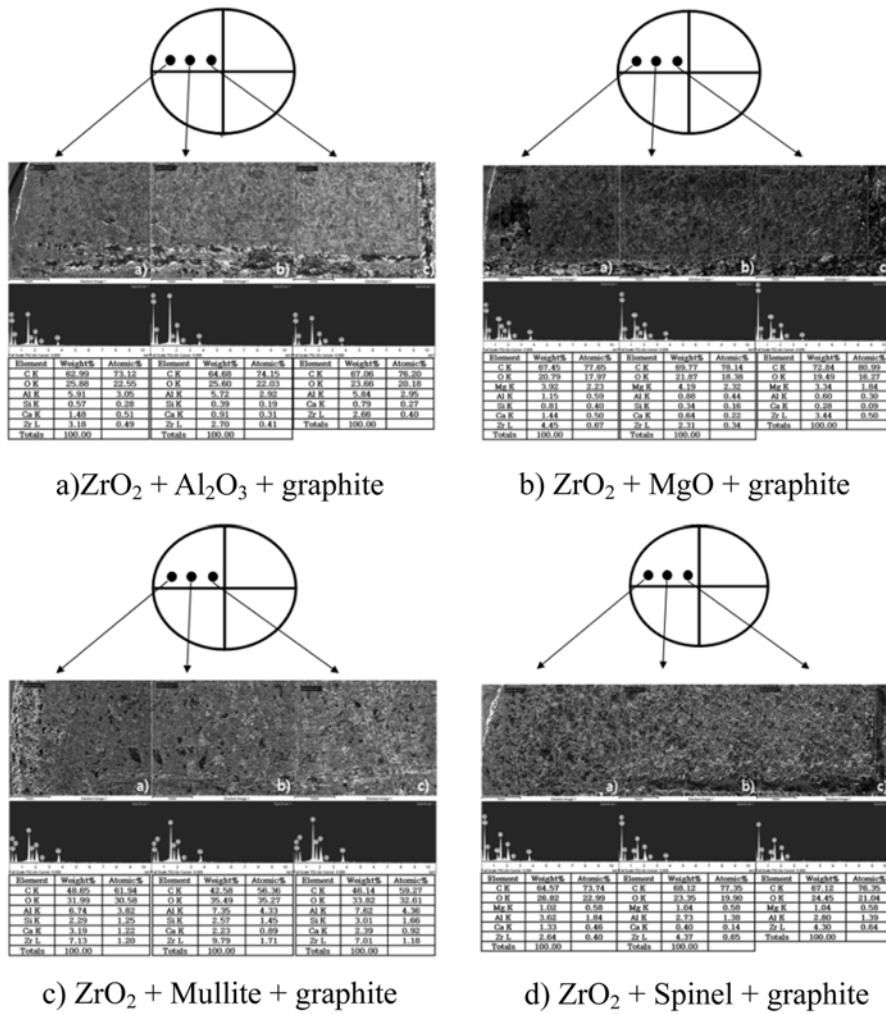 a) b) c)
a) b) c
Element Weight% Atomic%
C K 62.99 73.12
O K 25.88 22.55
Al K 5.91 3.05
Si K 0.57 0.28
Ca K 1.48 0.51
Zr L 3.18 0.49
Totals 100.00
Element Weight% Atomic%
C K 64.68 74.15
O K 25.60 22.03
Al K 5.72 2.92
Si K 0.39 0.19
Ca K 0.91 0.31
Zr L 2.70 0.41
Totals 100.00
Element Weight% Atomic%
C K 67.06 76.20
O K 23.66 20.18
Al K 5.84 2.95
Ca K 0.79 0.27
Zr L 2.66 0.40
Totals 100.00
Element Weight% Atomic%
C K 67.45 77.65
O K 20.79 17.97
Mg K 3.92 2.23
Al K 1.15 0.59
Si K 0.81 0.40
Ca K 1.44 0.50
Zr L 4.45 0.67
Totals 100.00
Element Weight% Atomic%
C K 69.77 78.14
O K 21.87 18.38
Mg K 4.19 2.32
Al K 0.88 0.44
Si K 0.34 0.16
Ca K 0.64 0.22
Zr L 2.31 0.34
Totals 100.00
Element Weight% Atomic%
C K 72.84 80.99
O K 19.49 16.27
Mg K 3.34 1.84
Al K 0.60 0.30
Ca K 0.28 0.09
Zr L 3.44 0.50
Totals 100.00
a)ZrO₂ + Al₂O₃ + graphite
b) ZrO₂ + MgO + graphite
a) b) c)
a) b) c
Element Weight% Atomic%
C K 48.65 61.94
O K 31.99 30.58
Al K 6.74 3.82
Si K 2.29 1.25
Ca K 3.19 1.22
Zr L 7.13 1.20
Totals 100.00
Element Weight% Atomic%
C K 42.58 56.36
O K 35.49 35.27
Al K 7.35 4.33
Si K 2.57 1.45
Ca K 2.23 0.89
Zr L 9.79 1.71
Totals 100.00
Element Weight% Atomic%
C K 46.14 59.27
O K 33.82 32.61
Al K 7.62 4.36
Si K 3.01 1.66
Ca K 2.39 0.92
Zr L 7.01 1.18
Totals 100.00
Element Weight% Atomic%
C K 64.57 73.74
O K 26.82 22.99
Mg K 1.02 0.58
Al K 3.62 1.84
Ca K 1.33 0.46
Zr L 2.64 0.40
Totals 100.00
Element Weight% Atomic%
C K 68.12 77.35
O K 23.35 19.90
Mg K 1.04 0.58
Al K 2.73 1.38
Ca K 0.40 0.14
Zr L 4.37 0.65
Totals 100.00
Element Weight% Atomic%
C K 67.12 76.35
O K 24.45 21.04
Mg K 1.04 0.58
Al K 2.80 1.39
Zr L 4.30 0.64
Totals 100.00
c) ZrO₂ + Mullite + graphite
d) ZrO₂ + Spinel + graphite